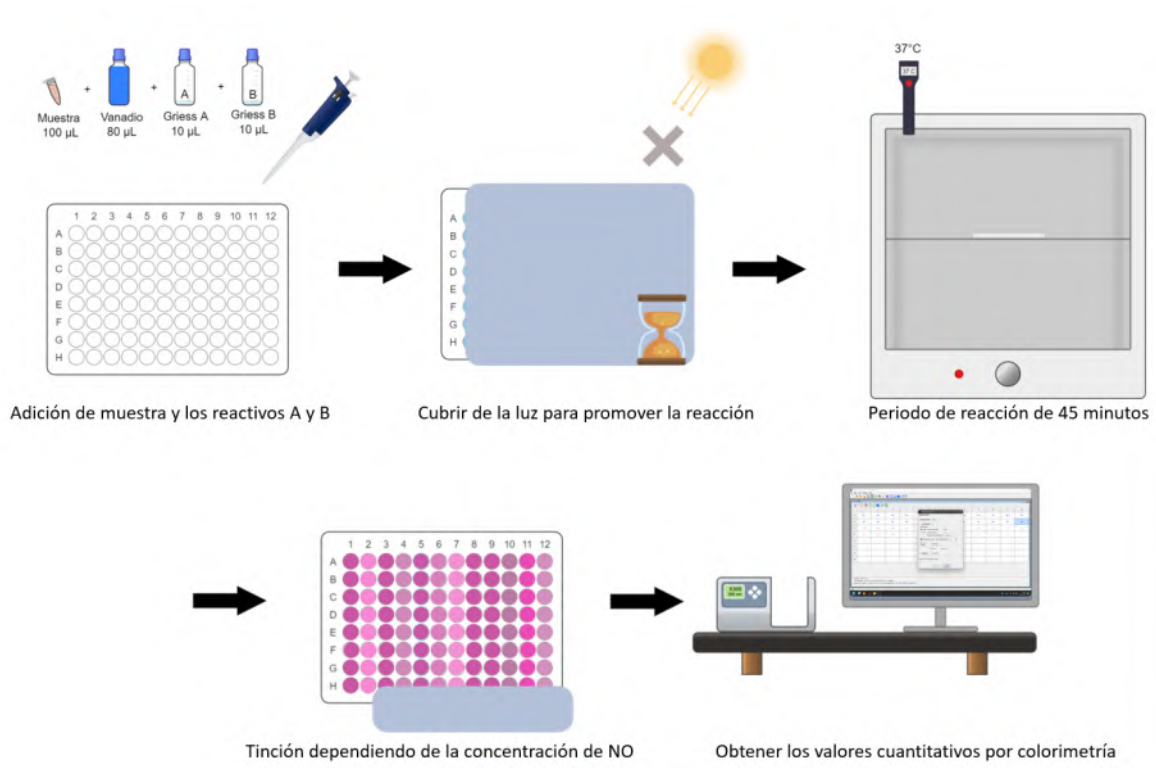 37°C
37°C
+ + A + B
Muestra Vanadio Griess A Griess B
100 µL 80 µL 10 µL 10 µL
1 2 3 4 5 6 7 8 9 10 11 12
A
B
C
D
E
F
G
H
A
B
C
D
E
F
G
H
Adición de muestra y los reactivos A y B
Cubrir de la luz para promover la reacción
Periodo de reacción de 45 minutos
1 2 3 4 5 6 7 8 9 10 11 12
A
B
C
D
E
F
G
H
Tinción dependiendo de la concentración de NO
Obtener los valores cuantitativos por colorimetría